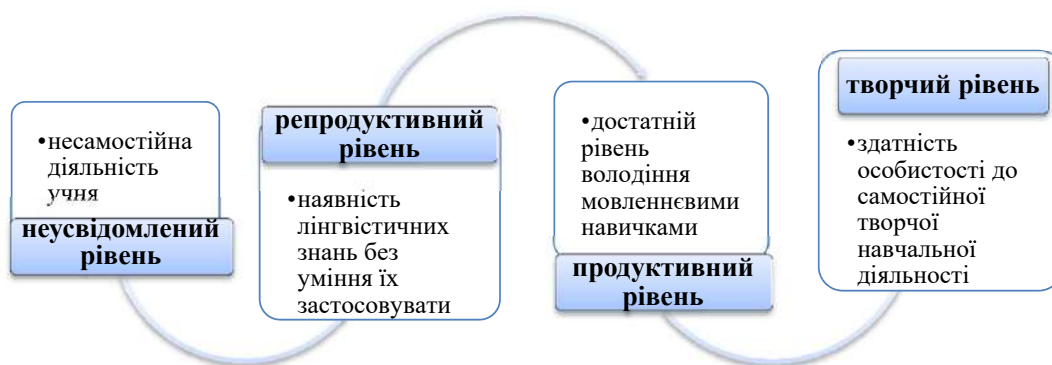 •несамостійна
діяльність
учня
неусвідомлений
рівень
репродуктивний
рівень
•наявність
лінгвістичних
знань без
уміння їх
застосовувати
•достатній
рівень
володіння
мовленнєвими
навичками
продуктивний
рівень
творчий рівень
•здатність
особистості до
самостійної
творчої
навчальної
діяльності